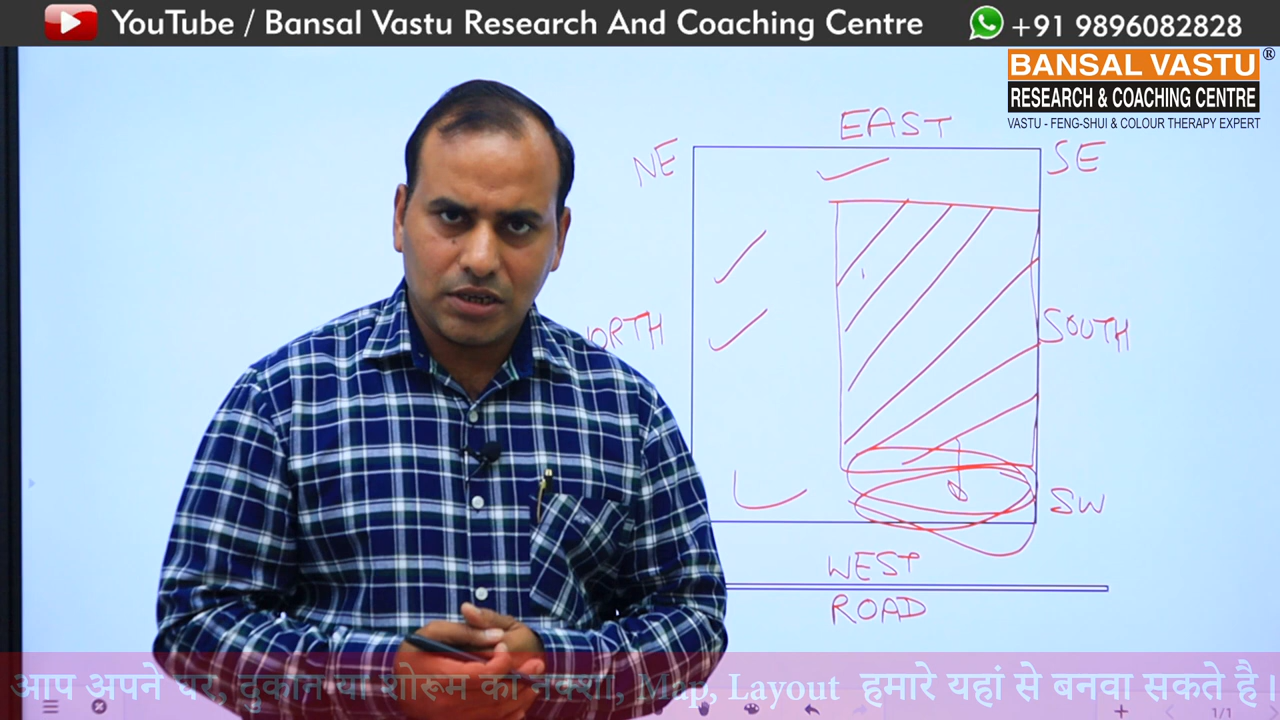 YouTube / Bansal Vastu Research And Coaching Centre +91 9896082828
BANSAL VASTU ®
RESEARCH & COACHING CENTRE
VASTU - FENG-SHUI & COLOUR THERAPY EXPERT
EAST
NE SE
ORTH SOUTH
SW
WEST
ROAD
आप अपने घर, दुकान या शोरूम का नक्शा, Map, Layout हमारे यहां से बनवा सकते है।
1/1